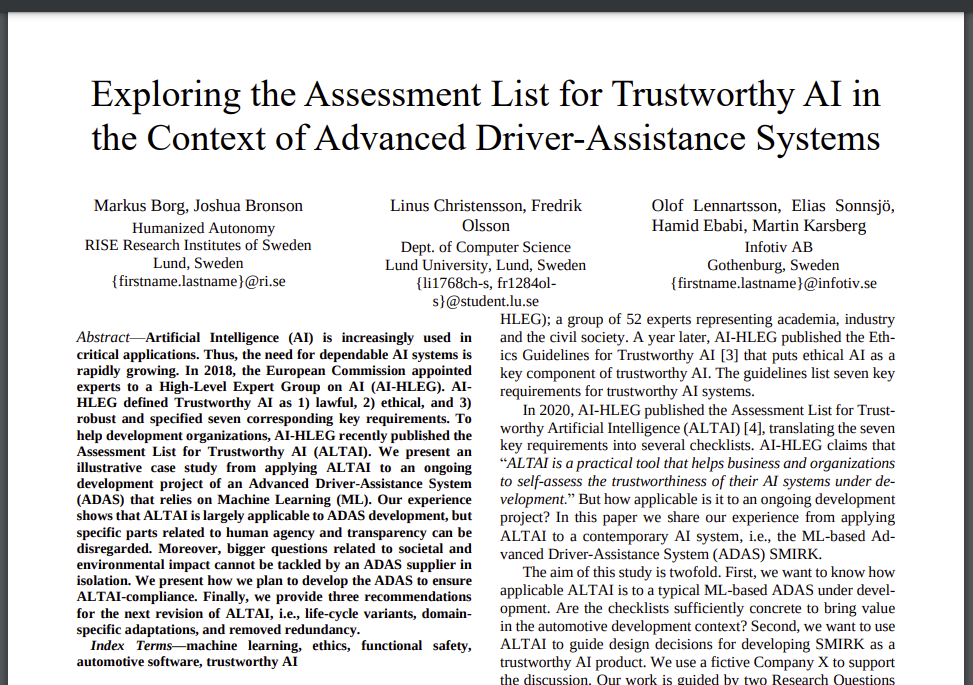 Exploring the Assessment List for Trustworthy AI in
the Context of Advanced Driver-Assistance Systems
Markus Borg, Joshua Bronson
Humanized Autonomy
RISE Research Institutes of Sweden
Lund, Sweden
{firstname.lastname}@ri.se
Linus Christensson, Fredrik
Olsson
Dept. of Computer Science
Lund University, Lund, Sweden
{li1768ch-s, fr1284ol-
s}@student.lu.se
Olof Lennartsson, Elias Sonnsjö,
Hamid Ebabi, Martin Karsberg
Infotiv AB
Gothenburg, Sweden
{firstname.lastname}@infotiv.se
Abstract—Artificial Intelligence (AI) is increasingly used in
critical applications. Thus, the need for dependable AI systems is
rapidly growing. In 2018, the European Commission appointed
experts to a High-Level Expert Group on AI (AI-HLEG). AI-
HLEG defined Trustworthy AI as 1) lawful, 2) ethical, and 3)
robust and specified seven corresponding key requirements. To
help development organizations, AI-HLEG recently published the
Assessment List for Trustworthy AI (ALTAI). We present an
illustrative case study from applying ALTAI to an ongoing
development project of an Advanced Driver-Assistance System
(ADAS) that relies on Machine Learning (ML). Our experience
shows that ALTAI is largely applicable to ADAS development, but
specific parts related to human agency and transparency can be
disregarded. Moreover, bigger questions related to societal and
environmental impact cannot be tackled by an ADAS supplier in
isolation. We present how we plan to develop the ADAS to ensure
ALTAI-compliance. Finally, we provide three recommendations
for the next revision of ALTAI, i.e., life-cycle variants, domain-
specific adaptations, and removed redundancy.
Index Terms—machine learning, ethics, functional safety,
automotive software, trustworthy AI
HLEG); a group of 52 experts representing academia, industry
and the civil society. A year later, AI-HLEG published the Eth-
ics Guidelines for Trustworthy AI [3] that puts ethical AI as a
key component of trustworthy AI. The guidelines list seven key
requirements for trustworthy AI systems.
In 2020, AI-HLEG published the Assessment List for Trust-
worthy Artificial Intelligence (ALTAI) [4], translating the seven
key requirements into several checklists. AI-HLEG claims that
“ALTAI is a practical tool that helps business and organizations
to self-assess the trustworthiness of their AI systems under de-
velopment.” But how applicable is it to an ongoing development
project? In this paper we share our experience from applying
ALTAI to a contemporary AI system, i.e., the ML-based Ad-
vanced Driver-Assistance System (ADAS) SMIRK.
The aim of this study is twofold. First, we want to know how
applicable ALTAI is to a typical ML-based ADAS under devel-
opment. Are the checklists sufficiently concrete to bring value
in the automotive development context? Second, we want to use
ALTAI to guide design decisions for developing SMIRK as a
trustworthy AI product. We use a fictive Company X to support
the discussion. Our work is guided by two Research Questions